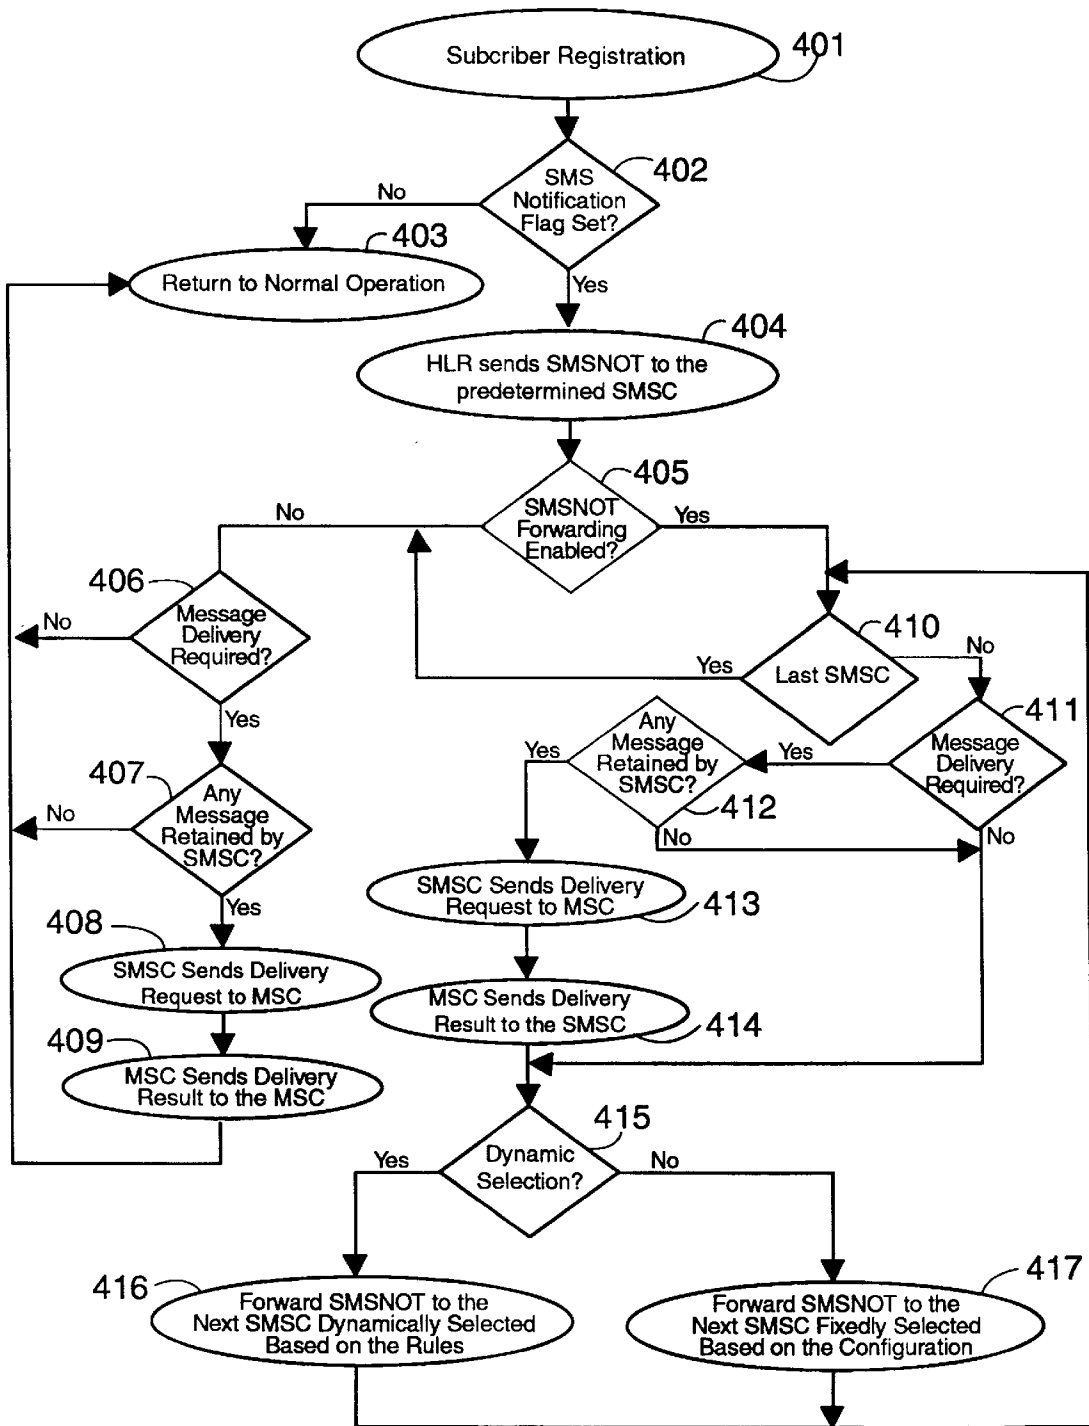 Subcriber Registration
401
SMS
Notification
Flag Set?
402
No
403
Return to Normal Operation
Yes
404
HLR sends SMSNOT to the
predetermined SMSC
405
SMSNOT
Forwarding
Enabled?
No
Yes
406
Message
Delivery
Required?
No
Yes
410
Last SMSC
Yes
No
411
Message
Delivery
Required?
Yes
No
Any
Message
Retained by
SMSC?
412
Yes
No
407
Any
Message
Retained by
SMSC?
No
Yes
408
SMSC Sends Delivery
Request to MSC
409
MSC Sends Delivery
Result to the MSC
SMSC Sends Delivery
Request to MSC
413
MSC Sends Delivery
Result to the SMSC
414
415
Dynamic
Selection?
Yes
No
416
Forward SMSNOT to the
Next SMSC Dynamically Selected
Based on the Rules
417
Forward SMSNOT to the
Next SMSC Fixedly Selected
Based on the Configuration